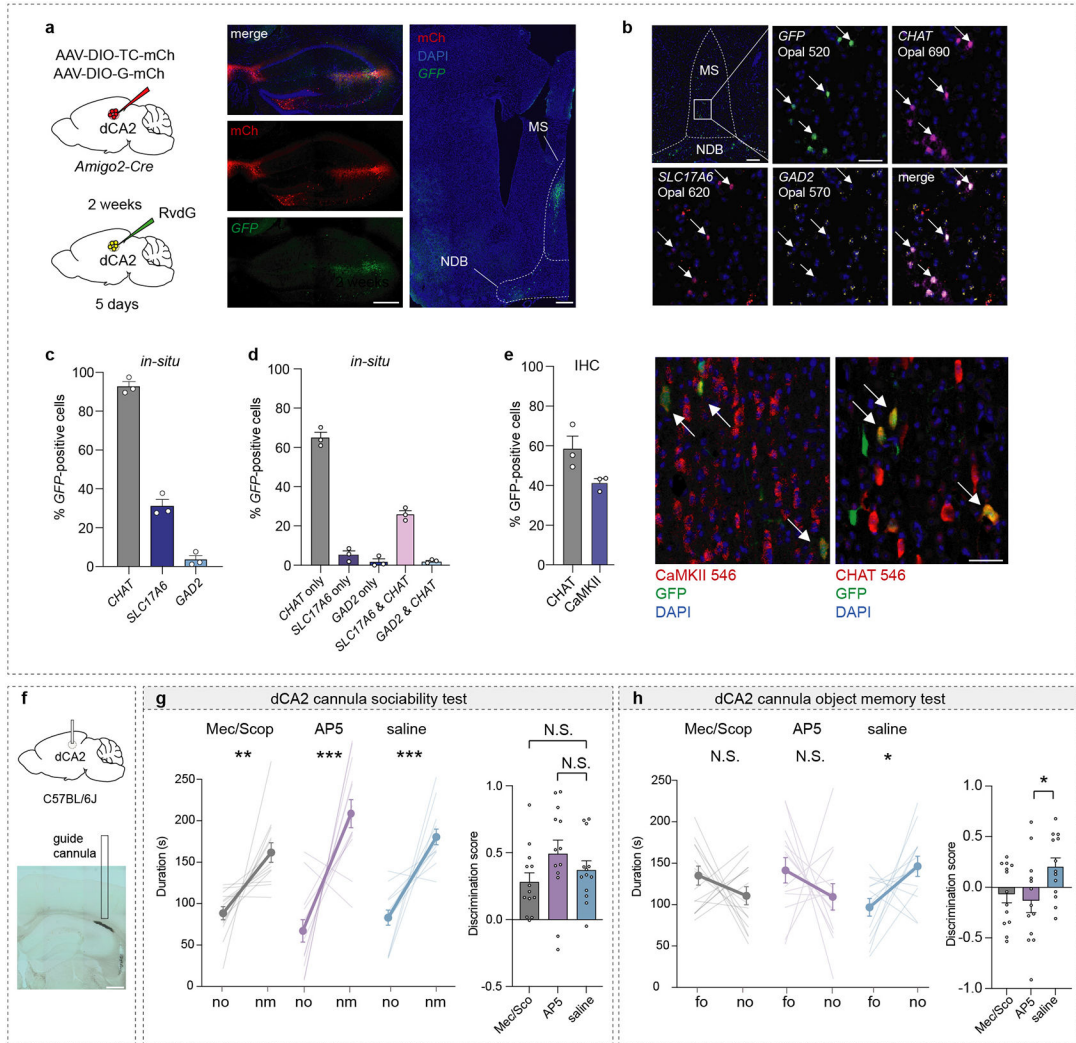 a
AAV-DIO-TC-mCh
AAV-DIO-G-mCh
dCA2
Amigo2-Cre
2 weeks
RvdG
dCA2
5 days
merge
mCh
GFP
2 weeks
mCh
DAPI
GFP
MS
NDB
b
MS
NDB
GFP
Opal 520
CHAT
Opal 690
SLC17A6
Opal 620
GAD2
Opal 570
merge
c
in-situ
% GFP-positive cells
100
80
60
40
20
0
CHAT
SLC17A6
GAD2
d
in-situ
% GFP-positive cells
100
80
60
40
20
0
CHAT only
SLC17A6 only
GAD2 only
SLC17A6 & CHAT
GAD2 & CHAT
e
IHC
% GFP-positive cells
100
80
60
40
20
0
CHAT
CaMKII
CaMKII 546
GFP
DAPI
CHAT 546
GFP
DAPI
f
dCA2
C57BL/6J
guide
cannula
g
dCA2 cannula sociability test
Mec/Scop AP5 saline
** *** ***
Duration (s)
250
200
150
100
50
0
no nm no nm no nm
N.S.
N.S.
Discrimination score
1.0
0.5
0.0
-0.5
Mec/Sco
AP5
saline
h
dCA2 cannula object memory test
Mec/Scop AP5 saline
N.S. N.S. *
Duration (s)
250
200
150
100
50
0
fo no fo no fo no
*
Discrimination score
1.0
0.5
0.0
-0.5
-1.0
Mec/Sco
AP5
saline